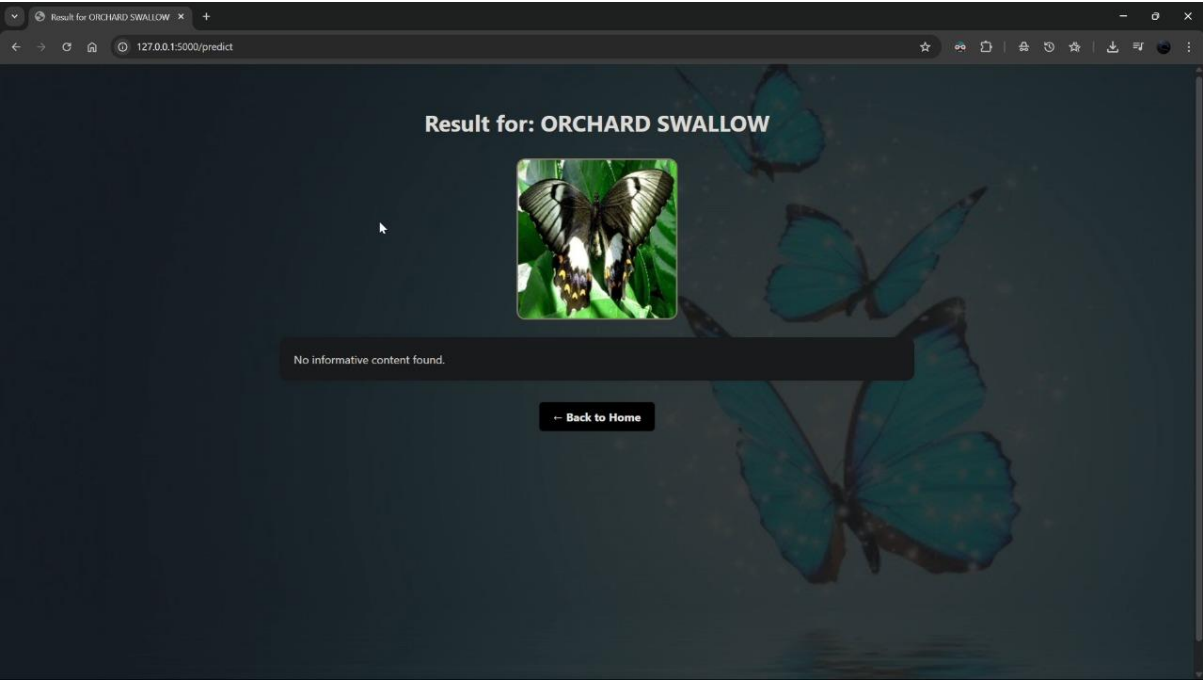 Result for ORCHARD SWALLOW
127.0.0.1:5000/predict
Result for: ORCHARD SWALLOW
No informative content found.
← Back to Home